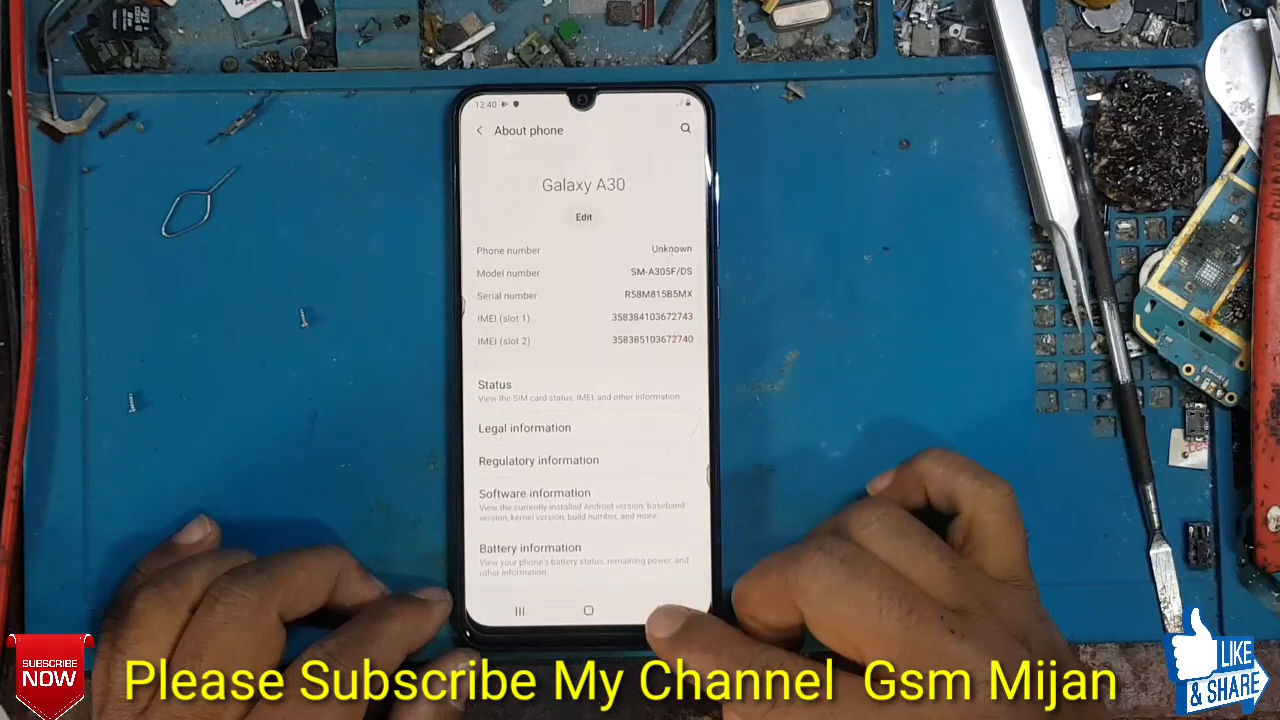 12:40
About phone
Galaxy A30
Edit
Phone number Unknown
Model number SM-A305F/DS
Serial number R58M815B5MX
IMEI (slot 1) 358384103672743
IMEI (slot 2) 358385103672740
Status
View the SIM card status, IMEI, and other information.
Legal information
Regulatory information
Software information
View the currently installed Android version, baseband
version, kernel version, build number, and more.
Battery information
View your phone's battery status, remaining power, and
other information.
SUBSCRIBE
NOW
Please Subscribe My Channel Gsm Mijan
LIKE
& SHARE